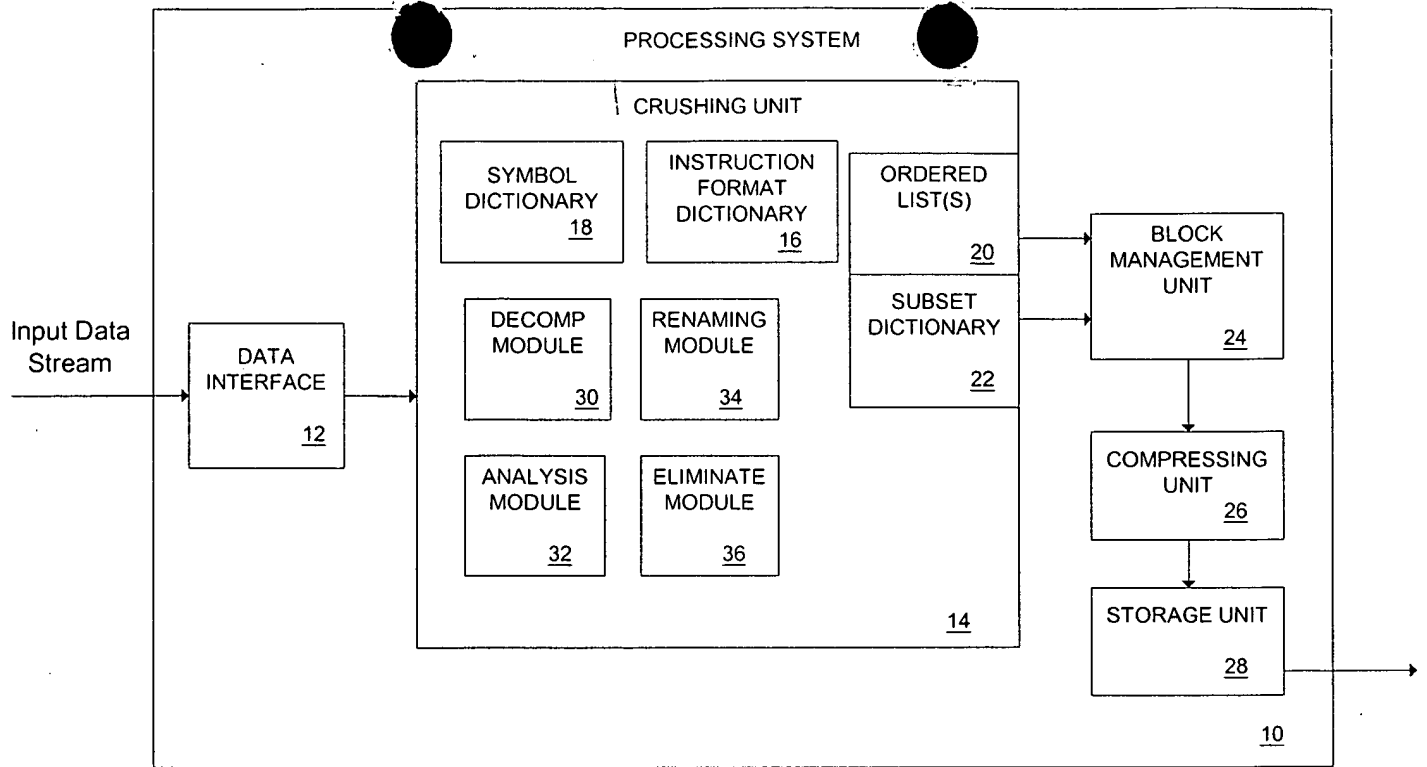 PROCESSING SYSTEM
CRUSHING UNIT
SYMBOL
DICTIONARY
18
INSTRUCTION
FORMAT
DICTIONARY
16
ORDERED
LIST(S)
20
SUBSET
DICTIONARY
22
BLOCK
MANAGEMENT
UNIT
24
Input Data
Stream
DATA
INTERFACE
12
DECOMP
MODULE
30
RENAMING
MODULE
34
ANALYSIS
MODULE
32
ELIMINATE
MODULE
36
14
COMPRESSING
UNIT
26
STORAGE UNIT
28
10